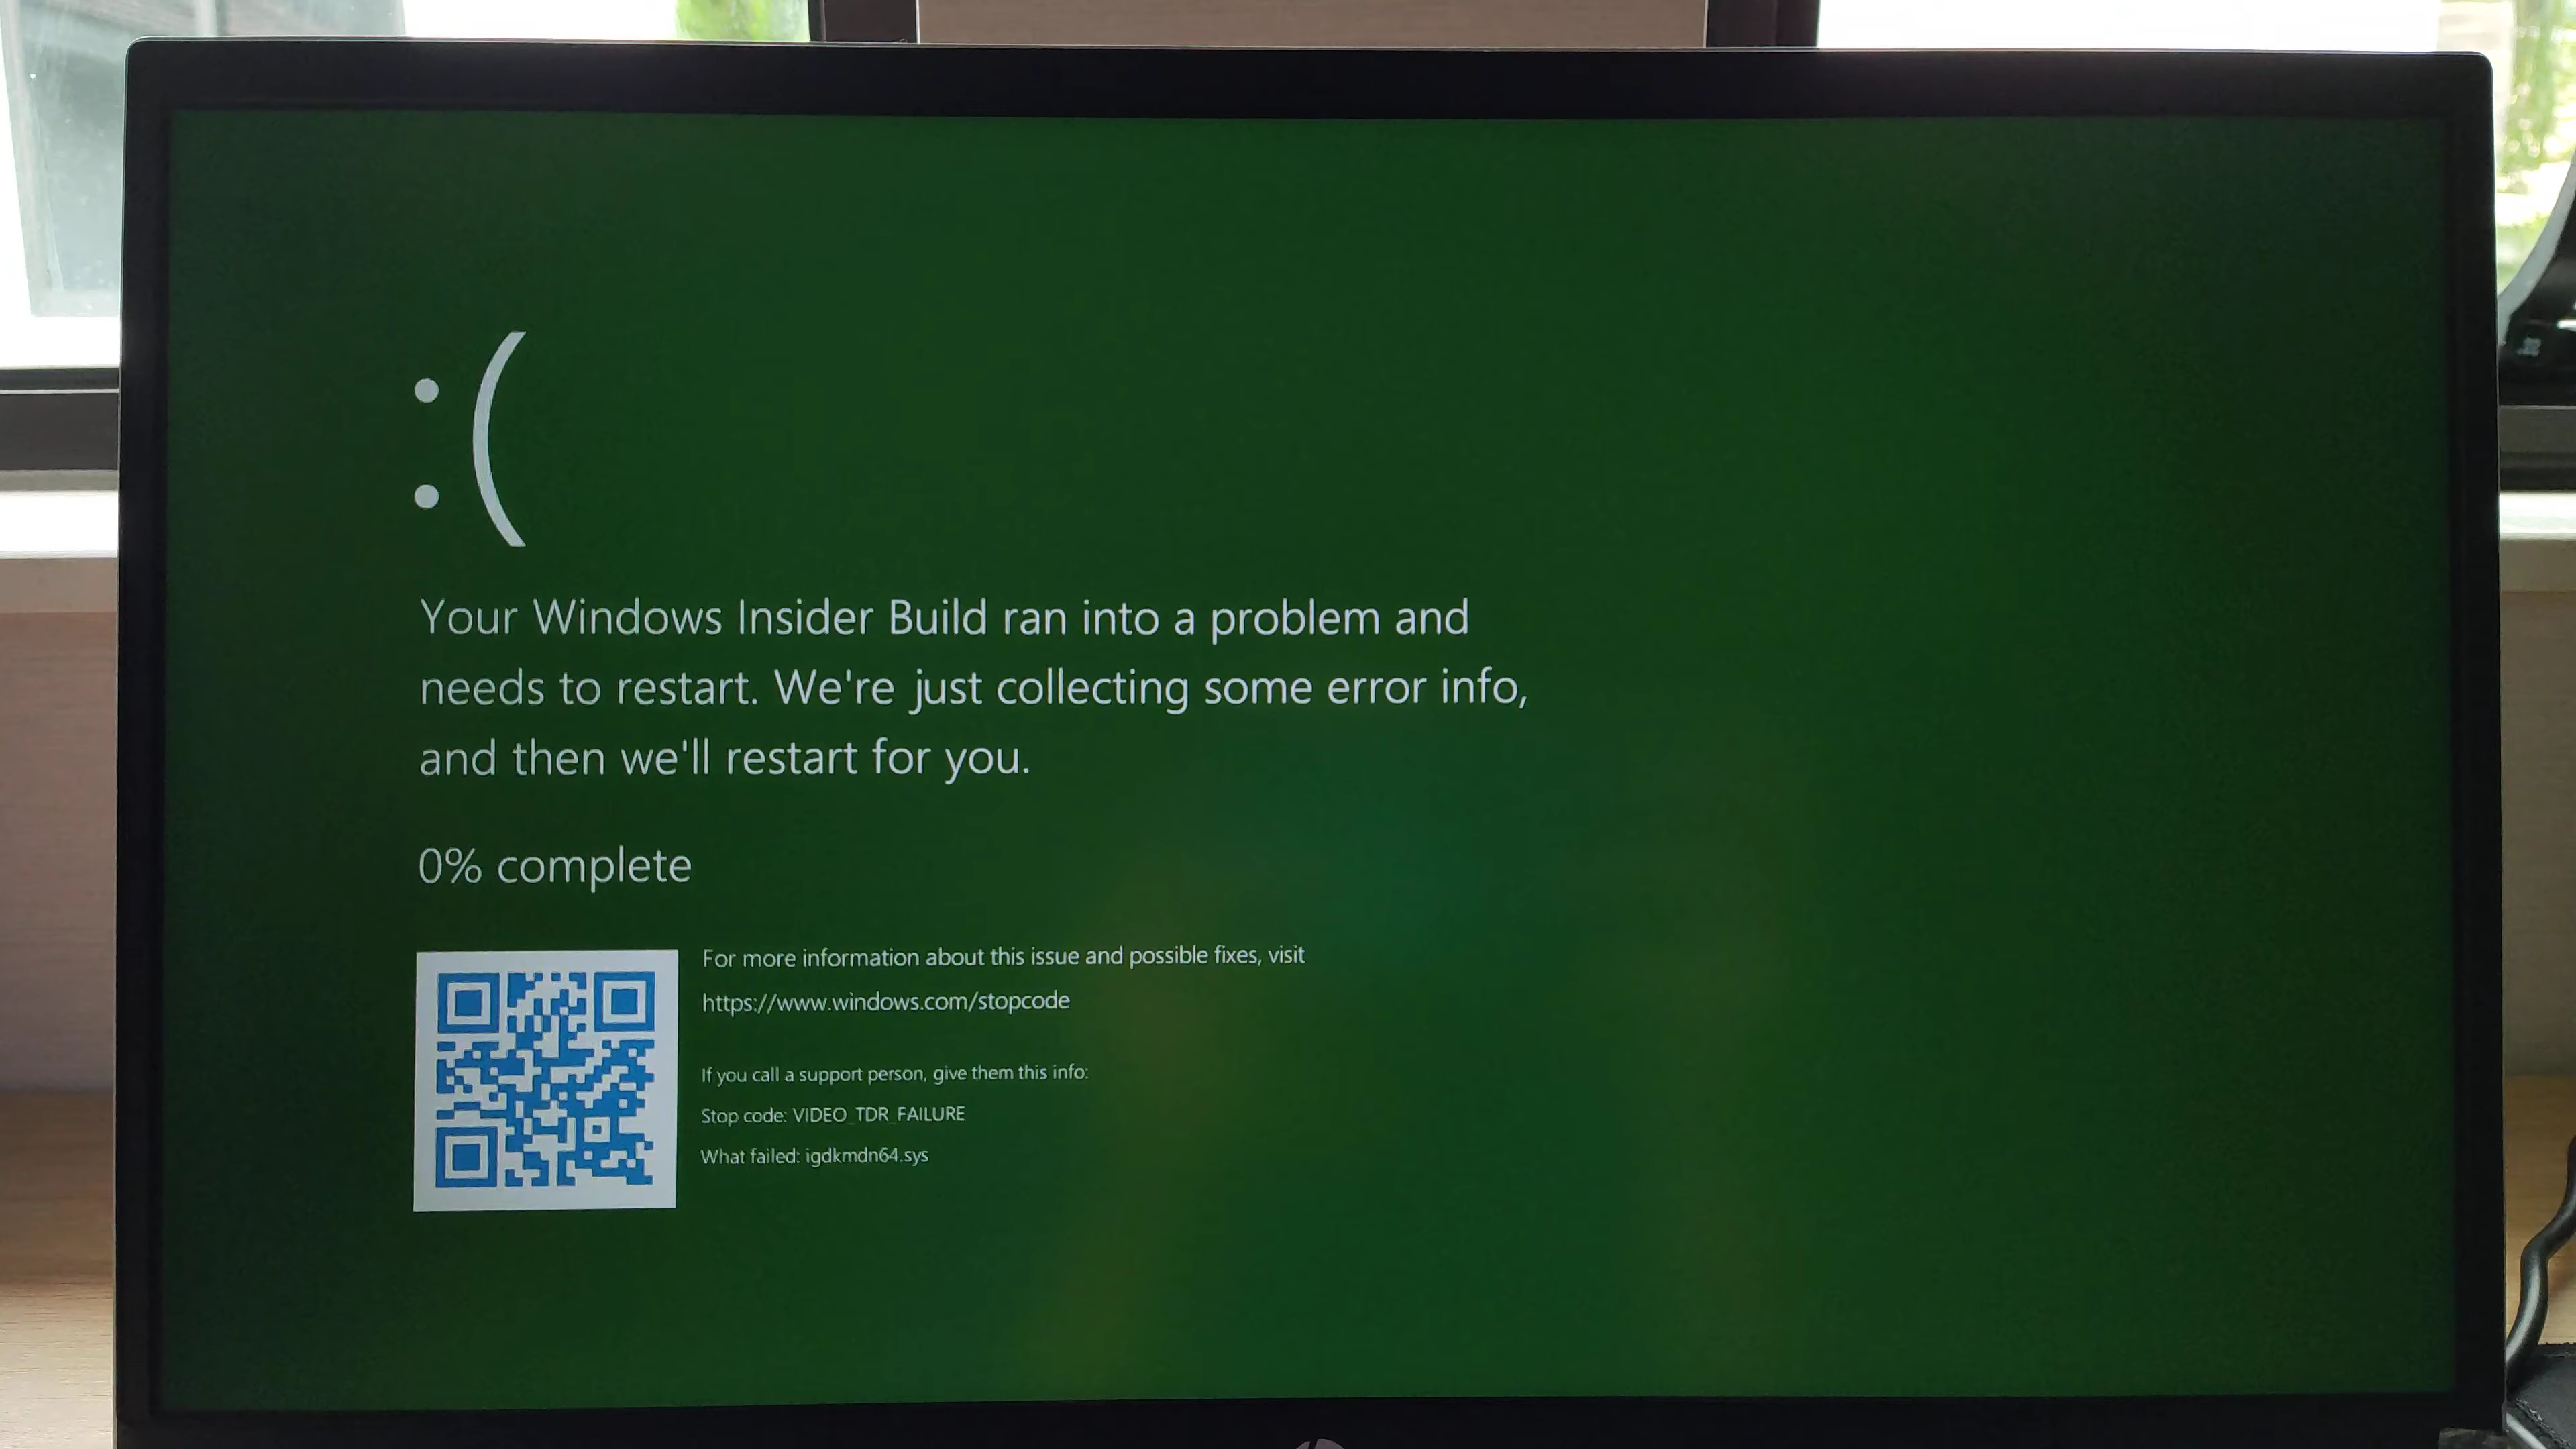 :(
Your Windows Insider Build ran into a problem and
needs to restart. We're just collecting some error info,
and then we'll restart for you.
0% complete
For more information about this issue and possible fixes, visit
https://www.windows.com/stopcode
If you call a support person, give them this info:
Stop code: VIDEO_TDR_FAILURE
What failed: igdkmdn64.sys